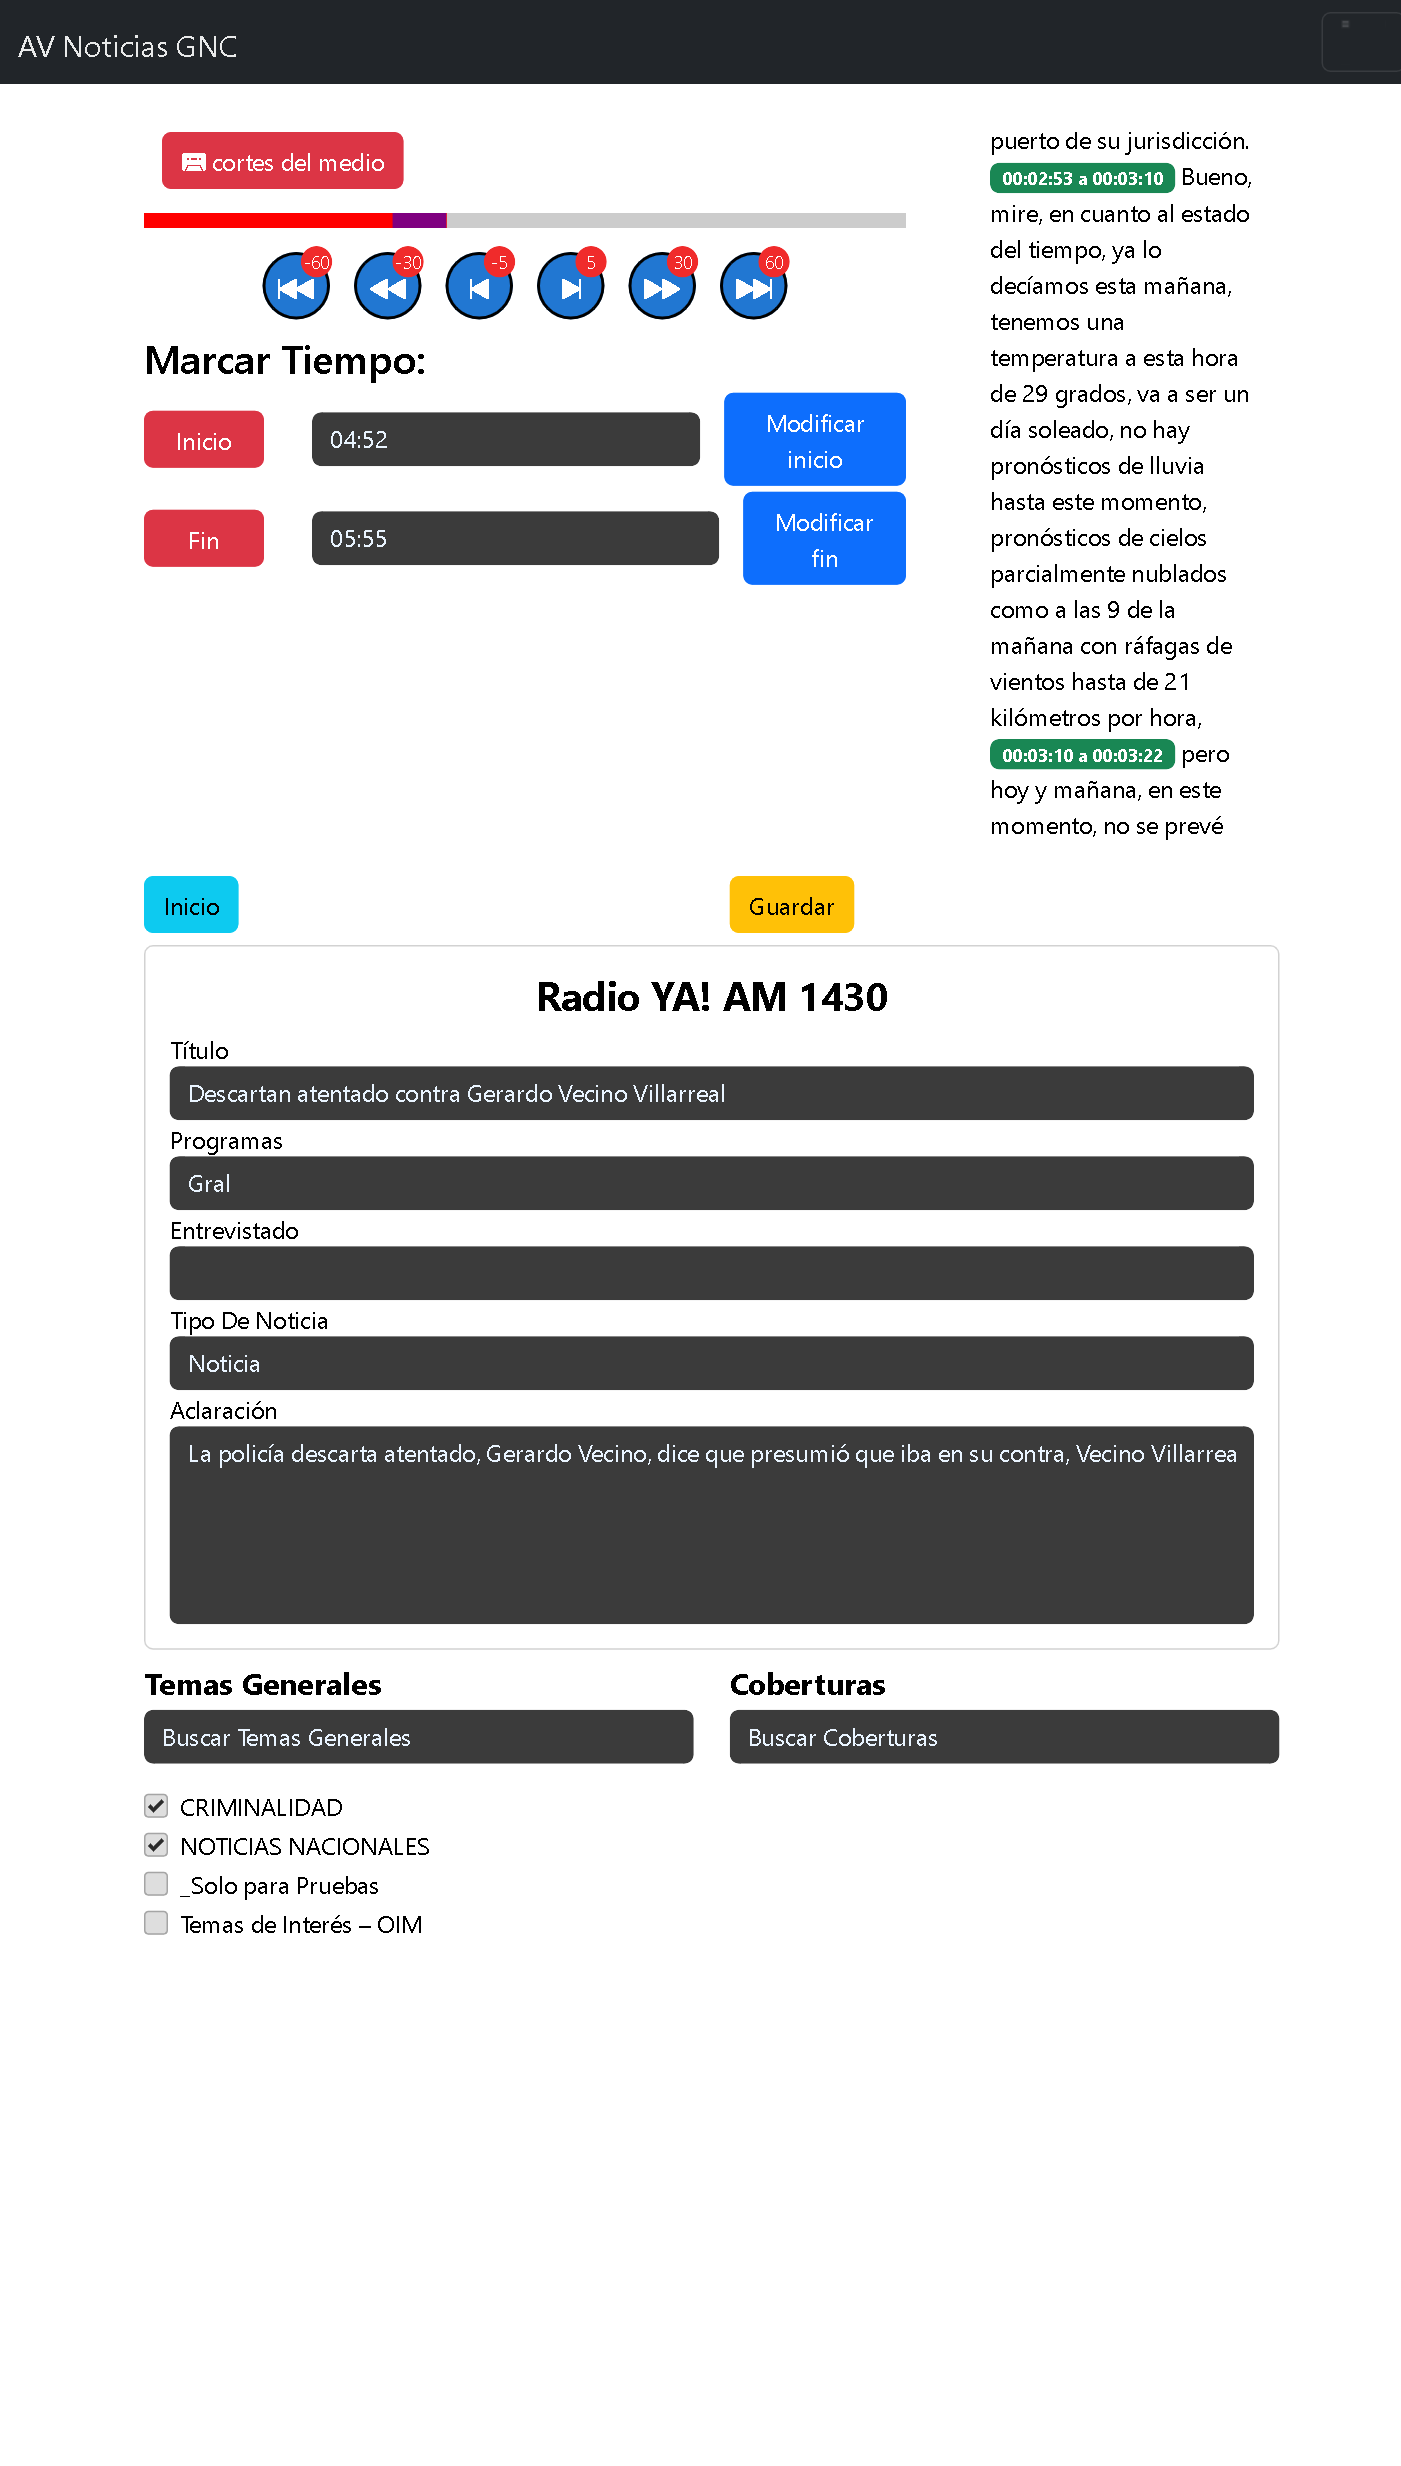 AV Noticias GNC
cortes del medio
-60 -30 -5 5 30 60
Marcar Tiempo:
Inicio 04:52 Modificar inicio
Fin 05:55 Modificar fin
puerto de su jurisdicción.
00:02:53 a 00:03:10 Bueno,
mire, en cuanto al estado
del tiempo, ya lo
decíamos esta mañana,
tenemos una
temperatura a esta hora
de 29 grados, va a ser un
día soleado, no hay
pronósticos de lluvia
hasta este momento,
pronósticos de cielos
parcialmente nublados
como a las 9 de la
mañana con ráfagas de
vientos hasta de 21
kilómetros por hora,
00:03:10 a 00:03:22 pero
hoy y mañana, en este
momento, no se prevé
Inicio Guardar
Radio YA! AM 1430
Título
Descartan atentado contra Gerardo Vecino Villarreal
Programas
Gral
Entrevistado
Tipo De Noticia
Noticia
Aclaración
La policía descarta atentado, Gerardo Vecino, dice que presumió que iba en su contra, Vecino Villarrea
Temas Generales
Buscar Temas Generales
CRIMINALIDAD
NOTICIAS NACIONALES
_Solo para Pruebas
Temas de Interés – OIM
Coberturas
Buscar Coberturas